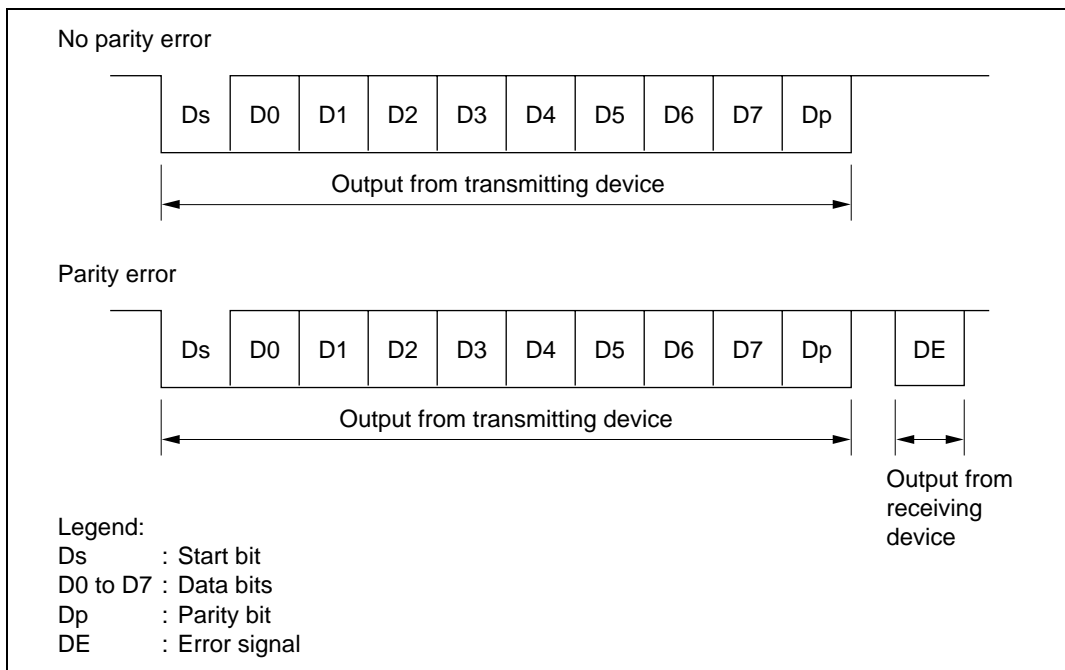 No parity error
Ds D0 D1 D2 D3 D4 D5 D6 D7 Dp
Output from transmitting device
Parity error
Ds D0 D1 D2 D3 D4 D5 D6 D7 Dp DE
Output from transmitting device
Output from
receiving
device
Legend:
Ds : Start bit
D0 to D7 : Data bits
Dp : Parity bit
DE : Error signal